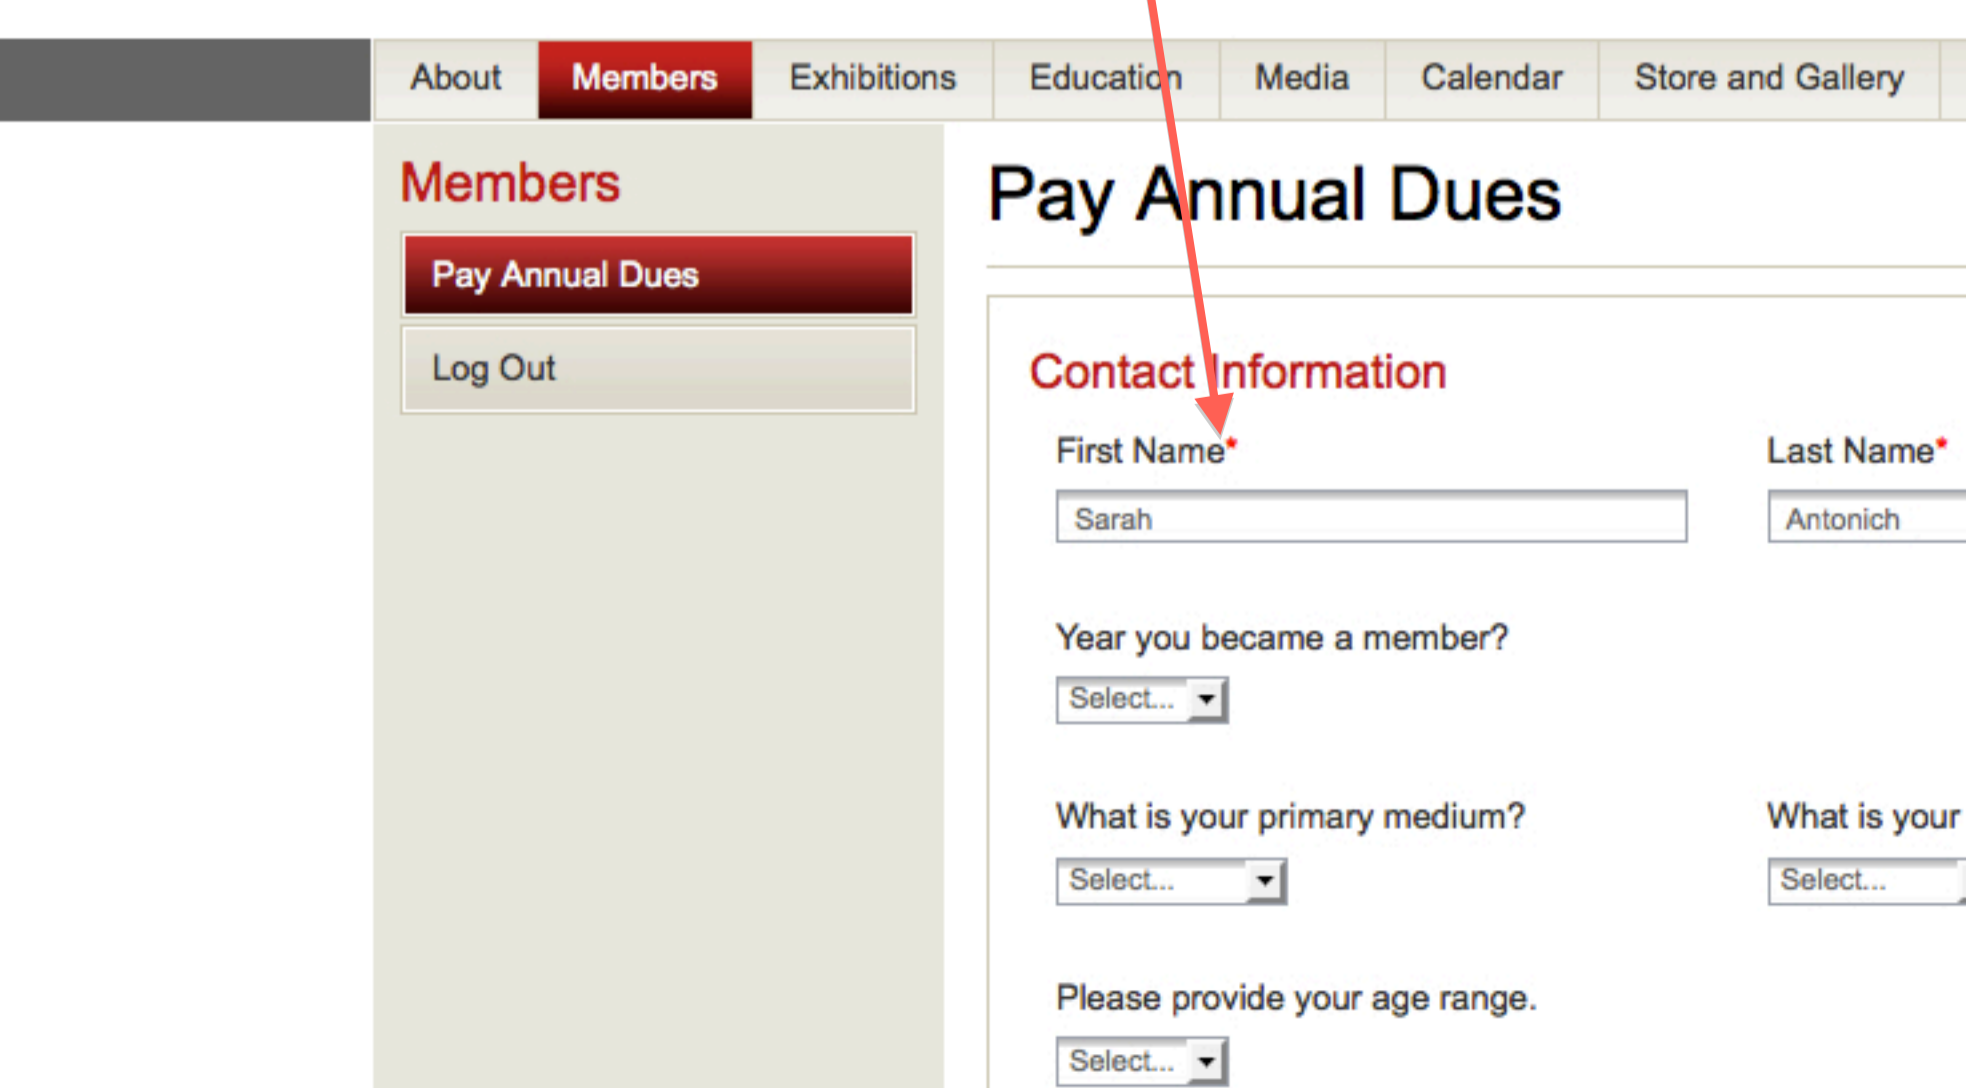 About Members Exhibitions Education Media Calendar Store and Gallery
Members
Pay Annual Dues
Log Out
Pay Annual Dues
Contact Information
First Name* Last Name*
Sarah Antonich
Year you became a member?
Select...
What is your primary medium? What is your
Select... Select...
Please provide your age range.
Select...